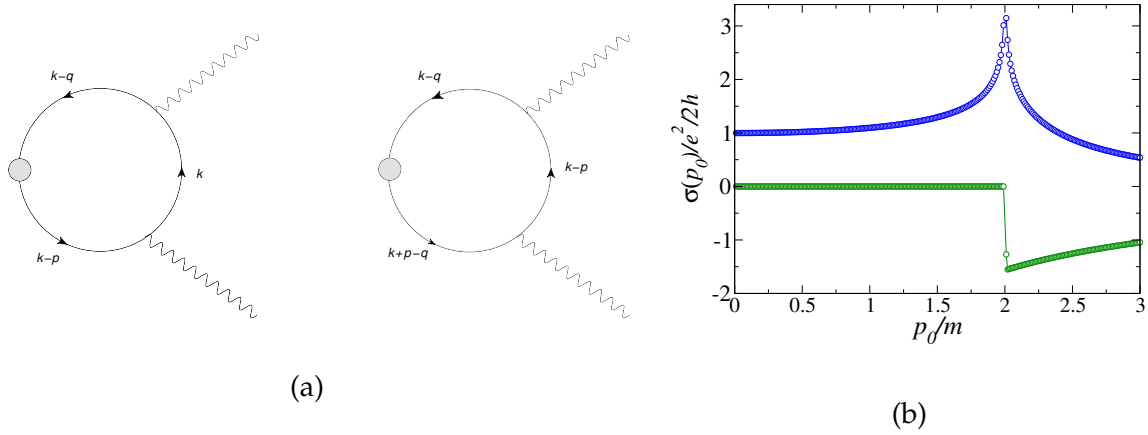 k-q
k
k-p
k-q
k-p
k+p-q
(a)
σ(p₀)/e²/2h
3
2
1
0
-1
-2
0
0.5
1
1.5
2
2.5
3
p₀/m
(b)